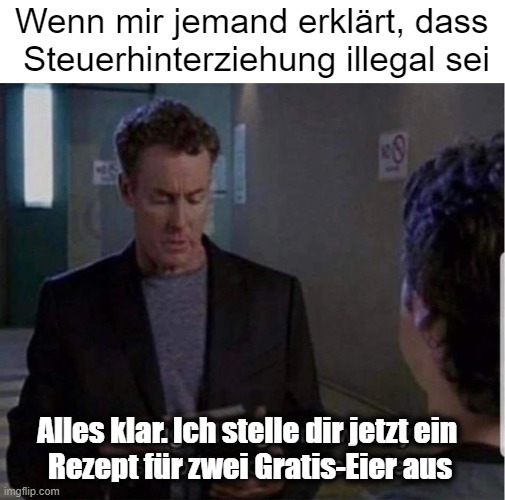 Wenn mir jemand erklärt, dass
Steuerhinterziehung illegal sei
NO
Alles klar. Ich stelle dir jetzt ein
Rezept für zwei Gratis-Eier aus
imgflip.com